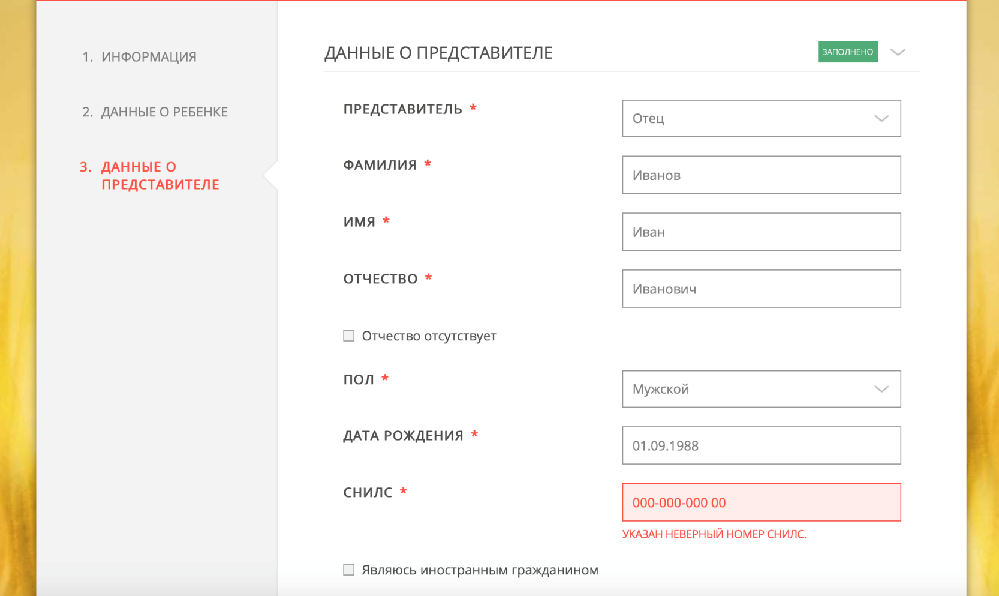 1. ИНФОРМАЦИЯ
2. ДАННЫЕ О РЕБЕНКЕ
3. ДАННЫЕ О
ПРЕДСТАВИТЕЛЕ
ДАННЫЕ О ПРЕДСТАВИТЕЛЕ
ЗАПОЛНЕНО
ПРЕДСТАВИТЕЛЬ *
Отец
ФАМИЛИЯ *
Иванов
ИМЯ *
Иван
ОТЧЕСТВО *
Иванович
Отчество отсутствует
ПОЛ *
Мужской
ДАТА РОЖДЕНИЯ *
01.09.1988
СНИЛС *
000-000-000 00
УКАЗАН НЕВЕРНЫЙ НОМЕР СНИЛС.
Являюсь иностранным гражданином